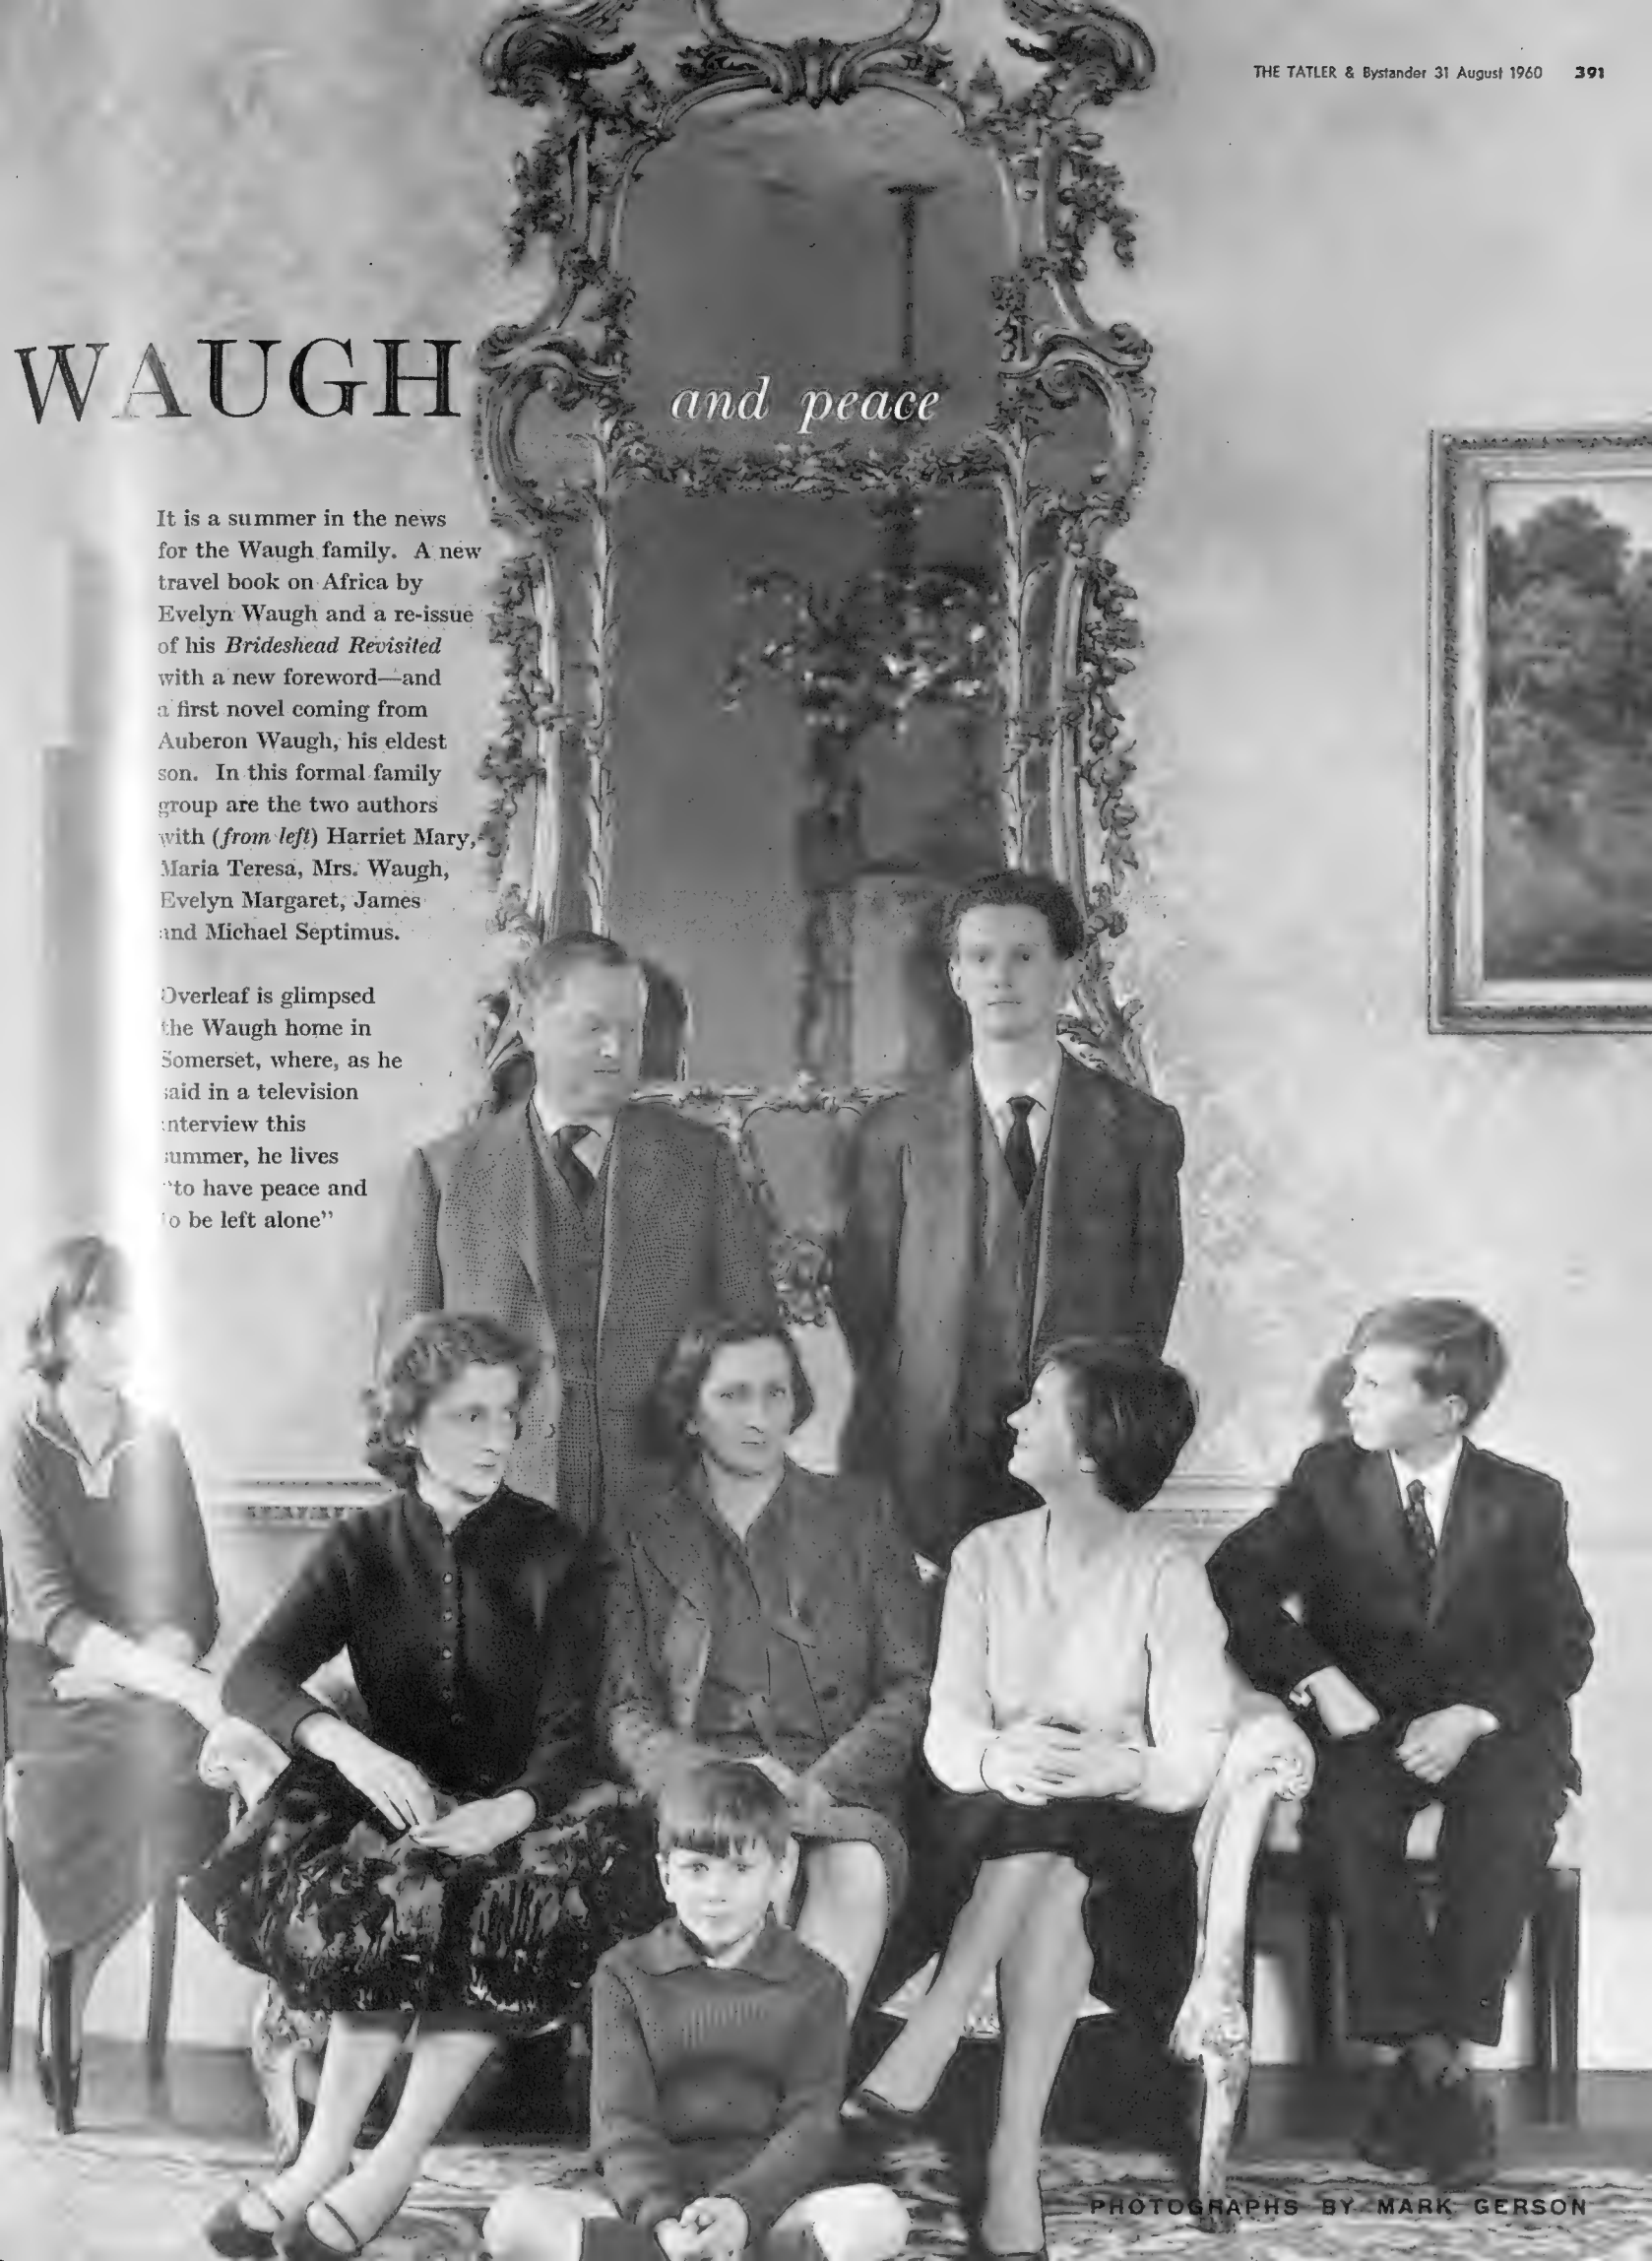 THE TATLER & Bystander 31 August 1960 391
WAUGH and peace
It is a summer in the news
for the Waugh family. A new
travel book on Africa by
Evelyn Waugh and a re-issue
of his Brideshead Revisited
with a new foreword—and
a first novel coming from
Auberon Waugh, his eldest
son. In this formal family
group are the two authors
with (from left) Harriet Mary,
Maria Teresa, Mrs. Waugh,
Evelyn Margaret, James
and Michael Septimus.
Overleaf is glimpsed
the Waugh home in
Somerset, where, as he
said in a television
interview this
summer, he lives
"to have peace and
to be left alone"
PHOTOGRAPHS BY MARK GERSON